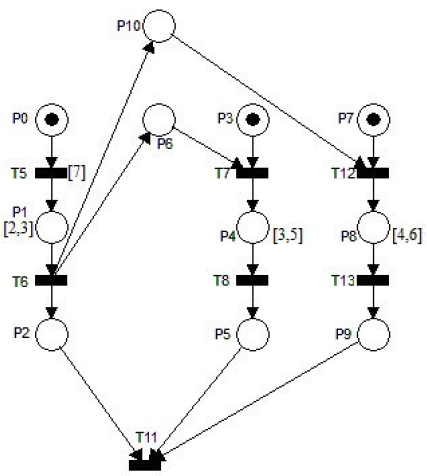 P10
P0
P6
P3
P7
T5 [7]
T7
T12
P1
[2,3]
P4 [3,5]
P8 [4,6]
T6
T8
T13
P2
P5
P9
T11